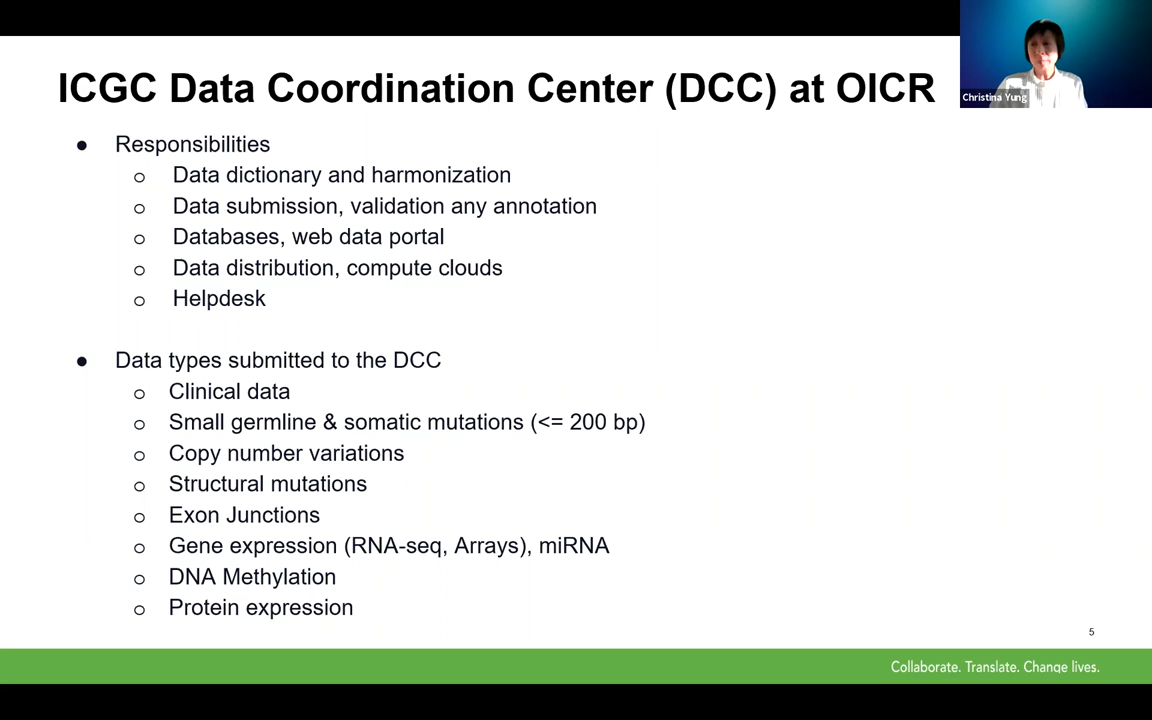 ICGC Data Coordination Center (DCC) at OICR
Christina Yung
● Responsibilities
o Data dictionary and harmonization
o Data submission, validation any annotation
o Databases, web data portal
o Data distribution, compute clouds
o Helpdesk
● Data types submitted to the DCC
o Clinical data
o Small germline & somatic mutations (<= 200 bp)
o Copy number variations
o Structural mutations
o Exon Junctions
o Gene expression (RNA-seq, Arrays), miRNA
o DNA Methylation
o Protein expression
5
Collaborate. Translate. Change lives.